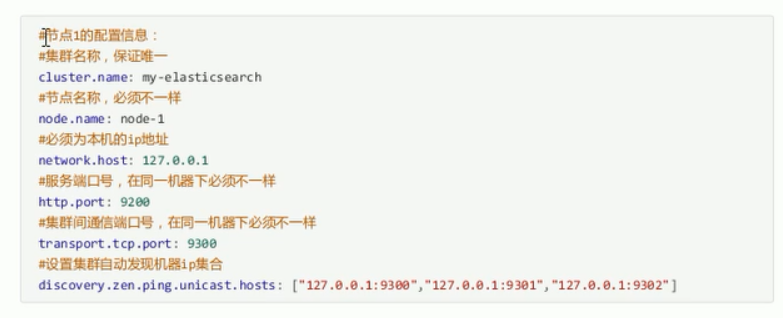 #节点1的配置信息：
#集群名称，保证唯一
cluster.name: my-elasticsearch
#节点名称，必须不一样
node.name: node-1
#必须为本机的ip地址
network.host: 127.0.0.1
#服务端口号，在同一机器下必须不一样
http.port: 9200
#集群间通信端口号，在同一机器下必须不一样
transport.tcp.port: 9300
#设置集群自动发现机器ip集合
discovery.zen.ping.unicast.hosts: ["127.0.0.1:9300","127.0.0.1:9301","127.0.0.1:9302"]